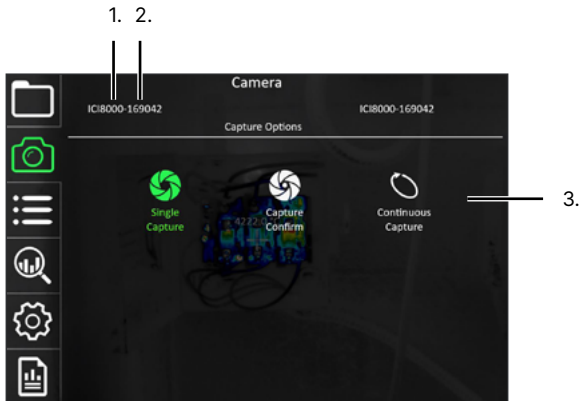 1. 2.
Camera
ICI8000-169042 ICI8000-169042
Capture Options
Single Capture Continuous
Capture Confirm Capture
3.